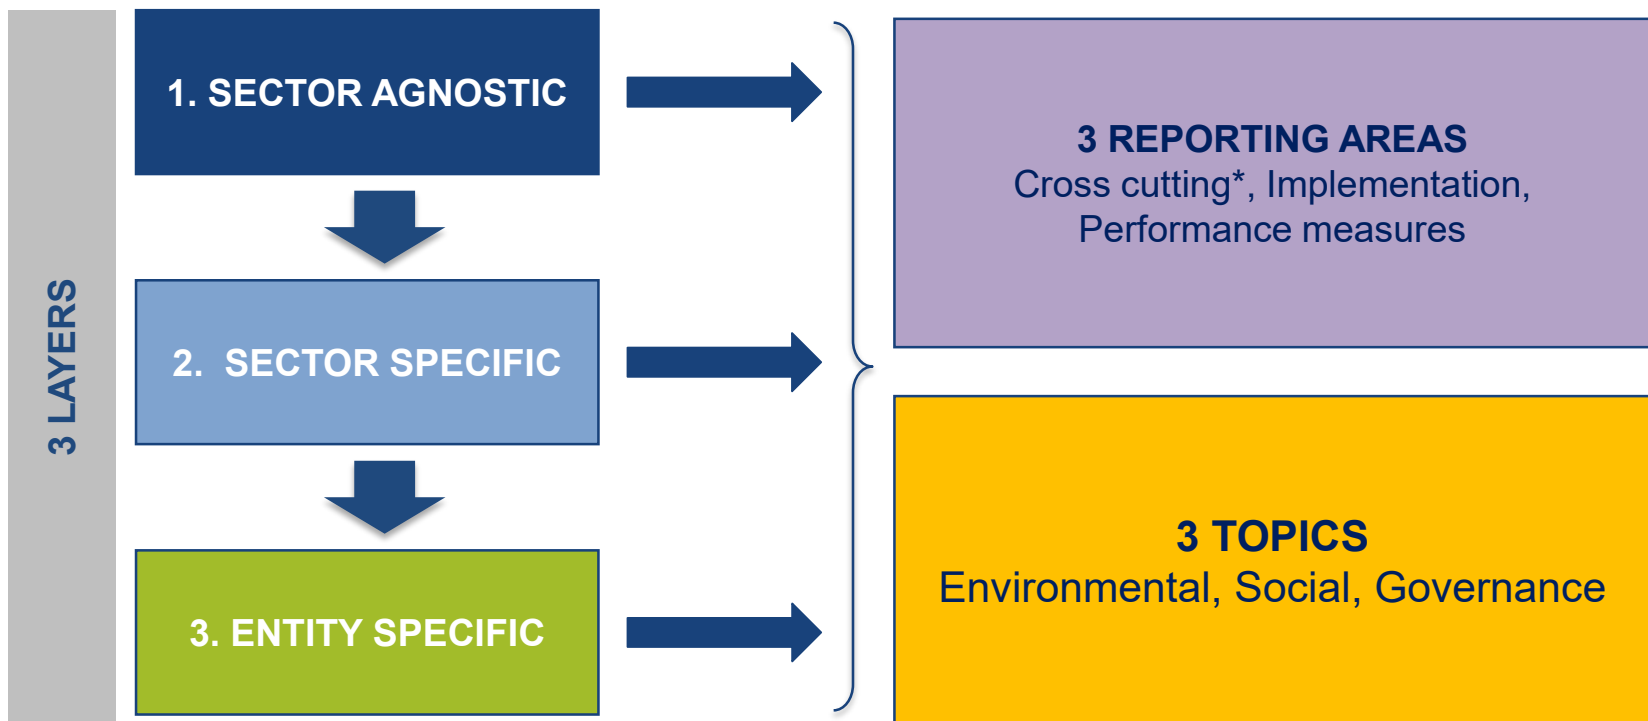 3 LAYERS
1. SECTOR AGNOSTIC
2. SECTOR SPECIFIC
3. ENTITY SPECIFIC
3 REPORTING AREAS
Cross cutting*, Implementation,
Performance measures
3 TOPICS
Environmental, Social, Governance